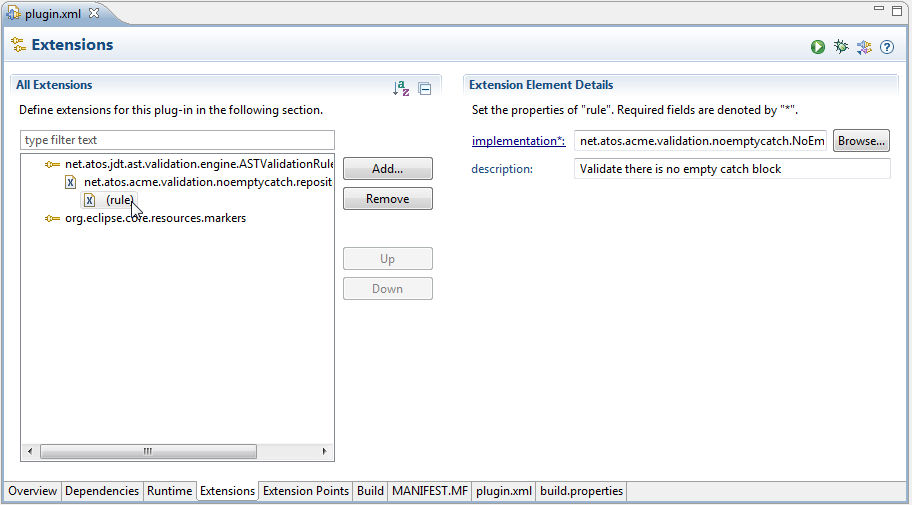 plugin.xml
Extensions
All Extensions
Define extensions for this plug-in in the following section.
type filter text
net.atos.jdt.ast.validation.engine.ASTValidationRule
net.atos.acme.validation.noemptycatch.reposit
(rule)
org.eclipse.core.resources.markers
Add...
Remove
Up
Down
Extension Element Details
Set the properties of "rule". Required fields are denoted by "*".
implementation*: net.atos.acme.validation.noemptycatch.NoEm Browse...
description: Validate there is no empty catch block
Overview Dependencies Runtime Extensions Extension Points Build MANIFEST.MF plugin.xml build.properties